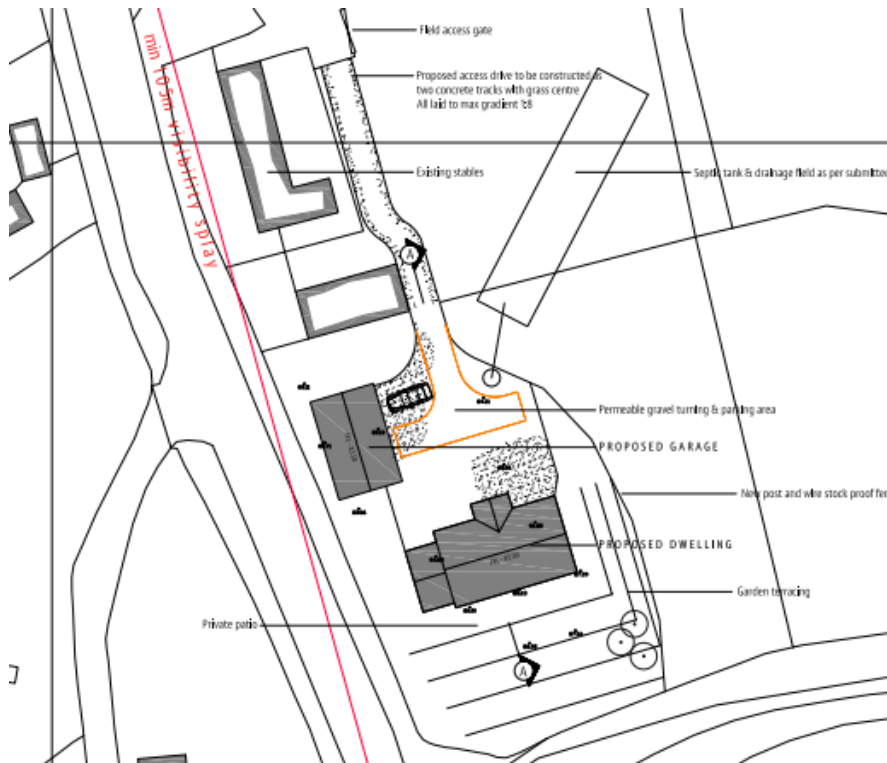 Field access gate
min 105m visibility splay
Proposed access drive to be constructed as
two concrete tracks with grass centre
All laid to max gradient 1:8
Existing stables
Septic tank & drainage field as per submitted
A
Permeable gravel turning & parking area
PROPOSED GARAGE
New post and wire stock proof fen
PROPOSED DWELLING
Garden terracing
Private patio
A